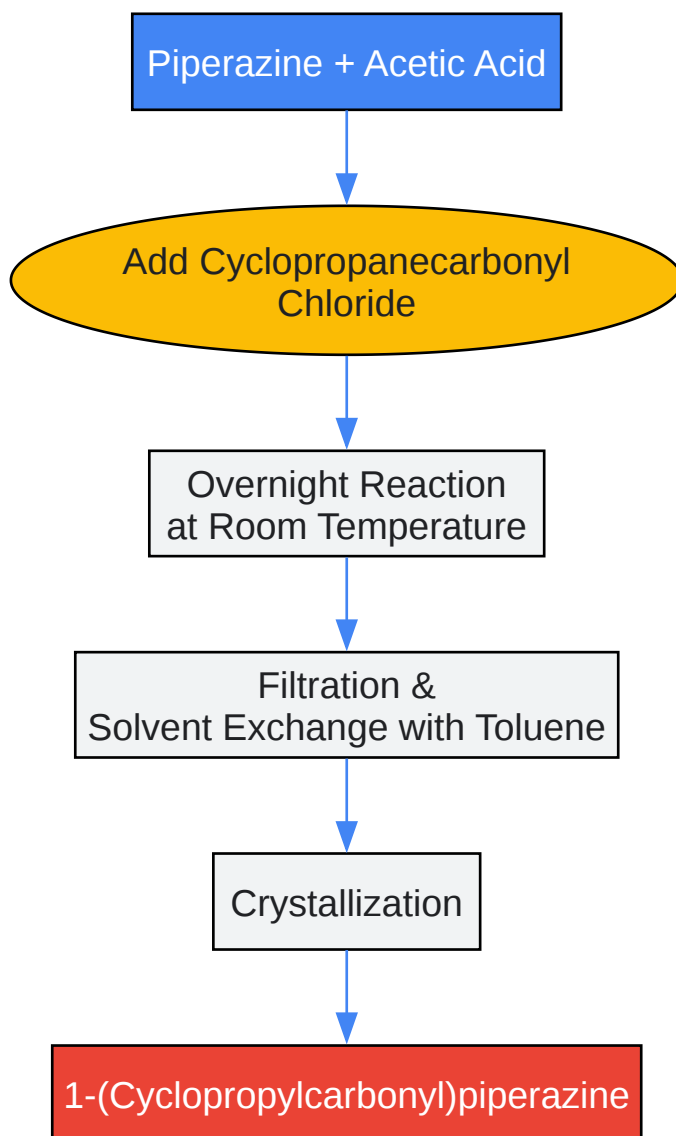 Piperazine + Acetic Acid
Add Cyclopropanecarbonyl
Chloride
Overnight Reaction
at Room Temperature
Filtration &
Solvent Exchange with Toluene
Crystallization
1-(Cyclopropylcarbonyl)piperazine